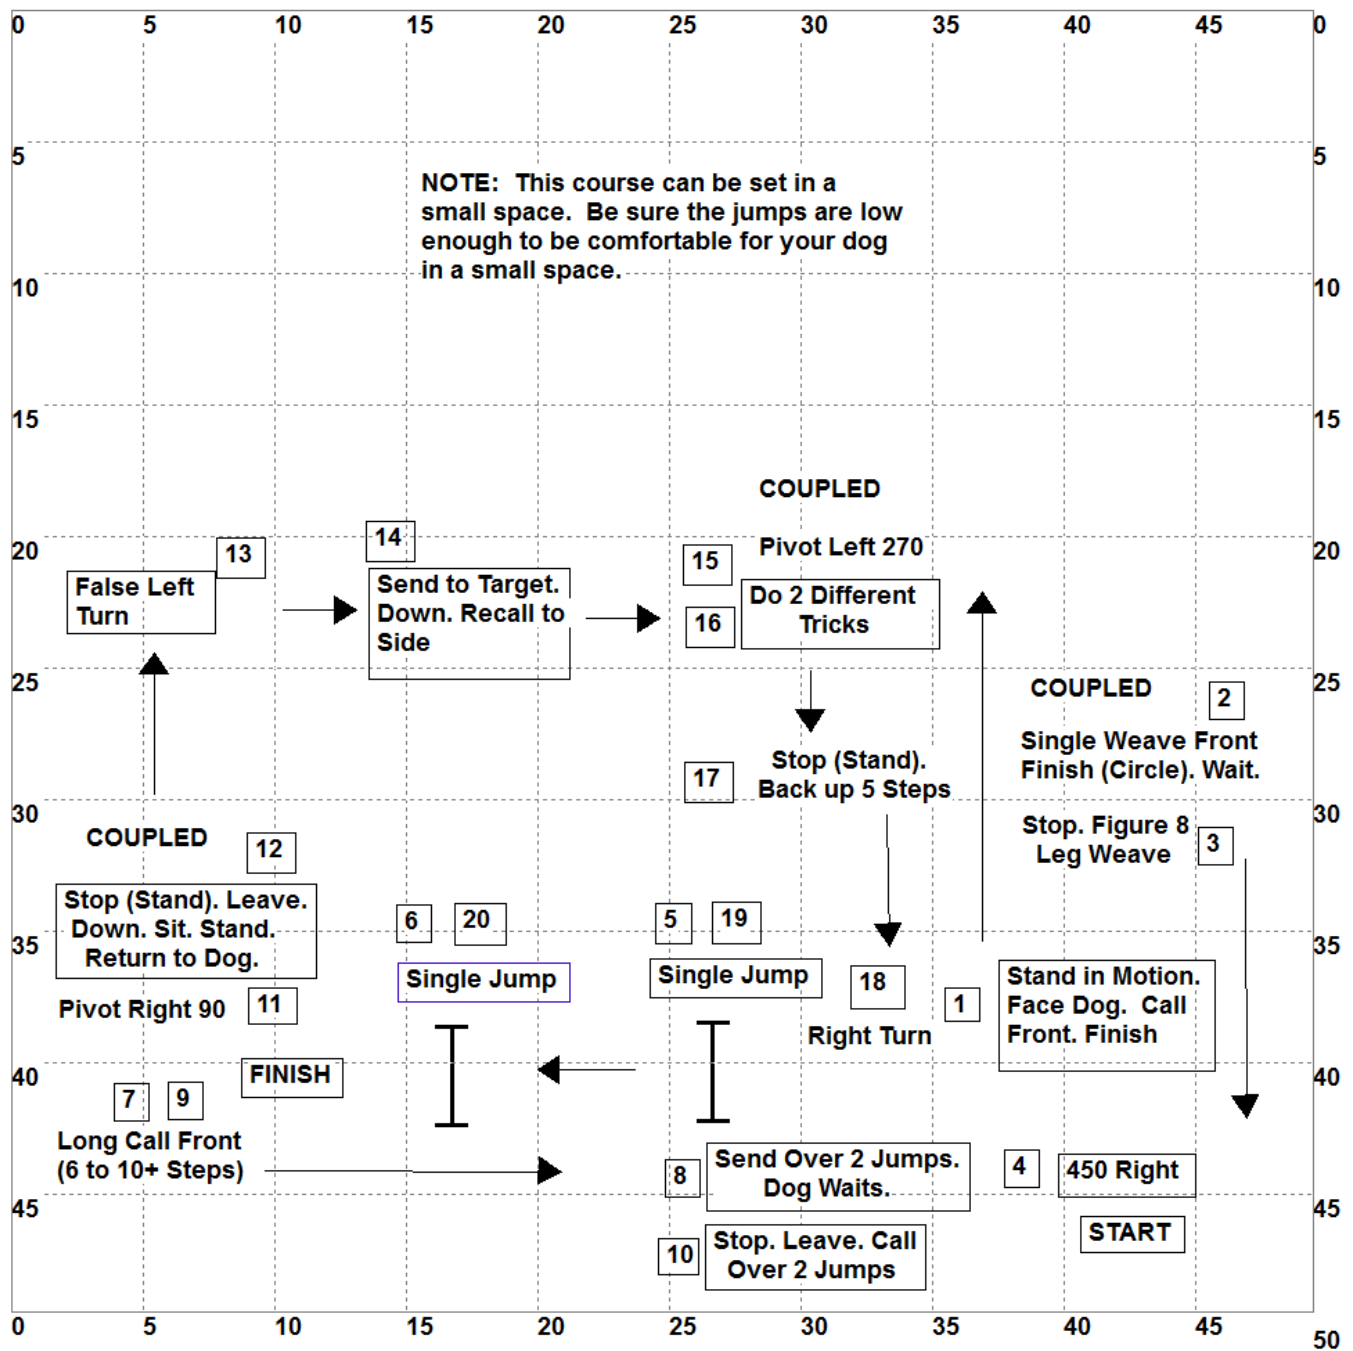 0 5 10 15 20 25 30 35 40 45 0
5 5
NOTE:  This course can be set in a
small space.  Be sure the jumps are low
enough to be comfortable for your dog
in a small space.
10 10
15 15
COUPLED
20 20
13
False Left
Turn
14
Send to Target.
Down. Recall to
Side
15
Pivot Left 270
16
Do 2 Different
Tricks
25 25
COUPLED
2
Single Weave Front
Finish (Circle). Wait.
17
Stop (Stand).
Back up 5 Steps
30 30
Stop. Figure 8
Leg Weave
3
COUPLED
12
Stop (Stand). Leave.
Down. Sit. Stand.
Return to Dog.
35 35
6 20
Single Jump
5 19
Single Jump
18
Right Turn
1
Stand in Motion.
Face Dog.  Call
Front. Finish
Pivot Right 90
11
FINISH
40 40
7 9
Long Call Front
(6 to 10+ Steps)
8
Send Over 2 Jumps.
Dog Waits.
4
450 Right
45 45
START
10
Stop. Leave. Call
Over 2 Jumps
0 5 10 15 20 25 30 35 40 45 50